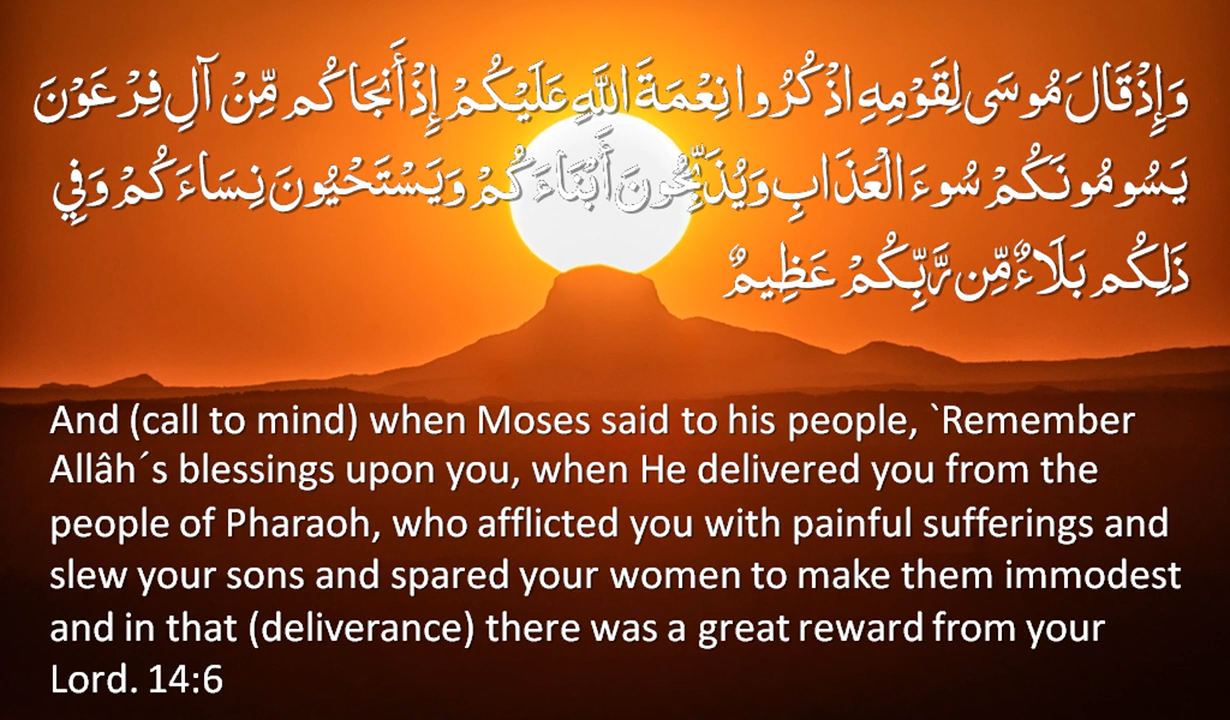 وَإِذْ قَالَ مُوسَى لِقَوْمِهِ اذْكُرُوا نِعْمَةَ اللَّهِ عَلَيْكُمْ إِذْ أَنجَاكُم مِّنْ آلِ فِرْعَوْنَ
يَسُومُونَكُمْ سُوءَ الْعَذَابِ وَيُذَبِّحُونَ أَبْنَاءَكُمْ وَيَسْتَحْيُونَ نِسَاءَكُمْ وَفِي
ذَلِكُم بَلَاءٌ مِّن رَّبِّكُمْ عَظِيمٌ
And (call to mind) when Moses said to his people, `Remember
Allâh´s blessings upon you, when He delivered you from the
people of Pharaoh, who afflicted you with painful sufferings and
slew your sons and spared your women to make them immodest
and in that (deliverance) there was a great reward from your
Lord. 14:6